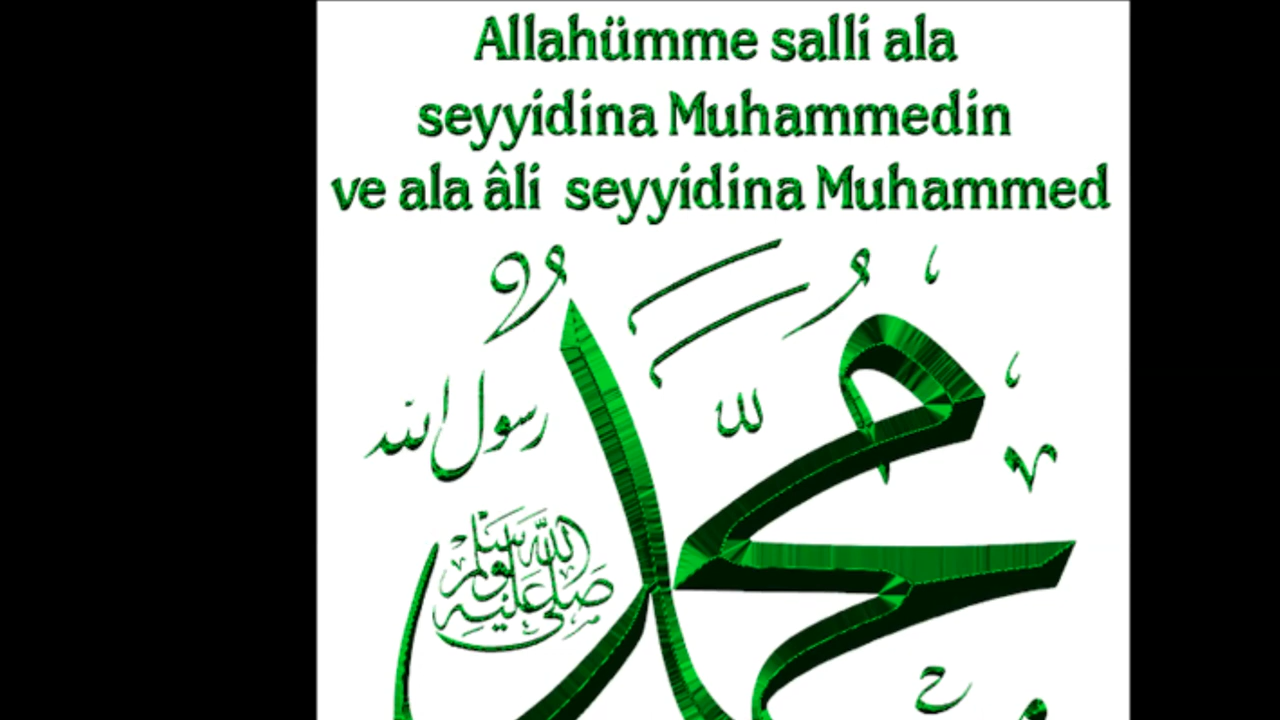 Allahümme salli ala
seyyidina Muhammedin
ve ala âli seyyidina Muhammed
محمد
رسول الله
صلى الله عليه وسلم